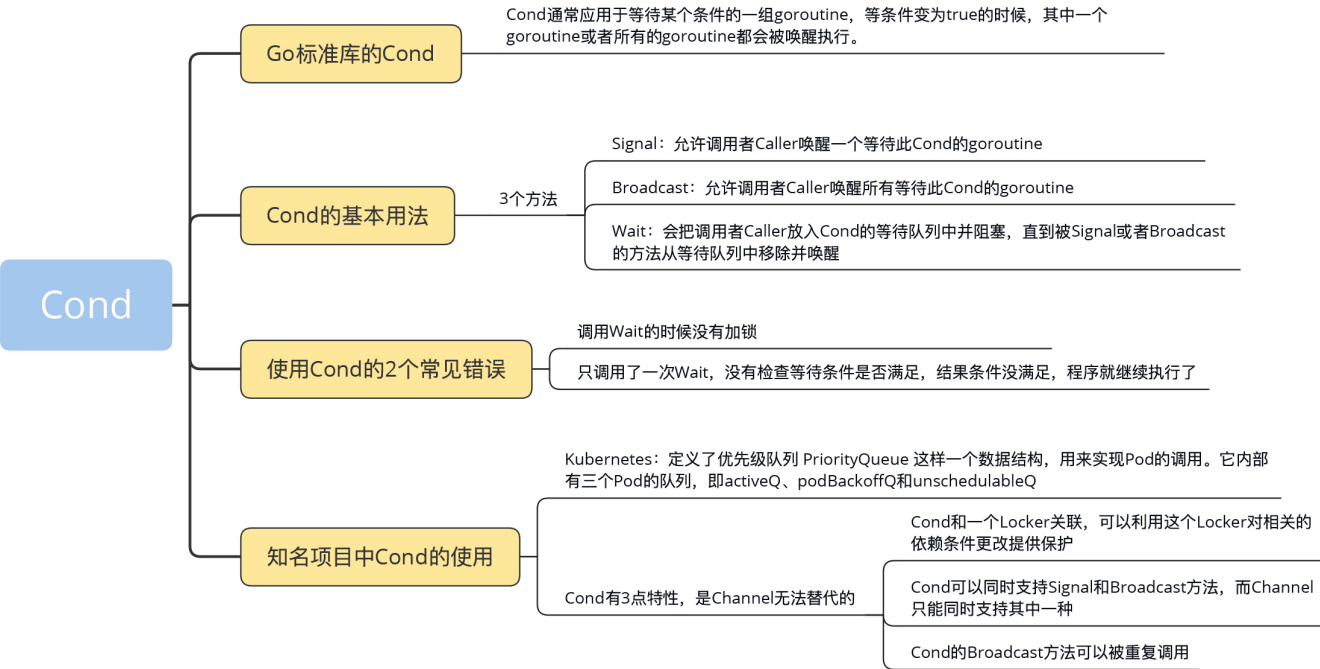 Cond
Go标准库的Cond
Cond通常应用于等待某个条件的一组goroutine，等条件变为true的时候，其中一个
goroutine或者所有的goroutine都会被唤醒执行。
Cond的基本用法
3个方法
Signal：允许调用者Caller唤醒一个等待此Cond的goroutine
Broadcast：允许调用者Caller唤醒所有等待此Cond的goroutine
Wait：会把调用者Caller放入Cond的等待队列中并阻塞，直到被Signal或者Broadcast
的方法从等待队列中移除并唤醒
使用Cond的2个常见错误
调用Wait的时候没有加锁
只调用了一次Wait，没有检查等待条件是否满足，结果条件没满足，程序就继续执行了
知名项目中Cond的使用
Kubernetes：定义了优先级队列 PriorityQueue 这样一个数据结构，用来实现Pod的调用。它内部
有三个Pod的队列，即activeQ、podBackoffQ和unschedulableQ
Cond有3点特性，是Channel无法替代的
Cond和一个Locker关联，可以利用这个Locker对相关的
依赖条件更改提供保护
Cond可以同时支持Signal和Broadcast方法，而Channel
只能同时支持其中一种
Cond的Broadcast方法可以被重复调用